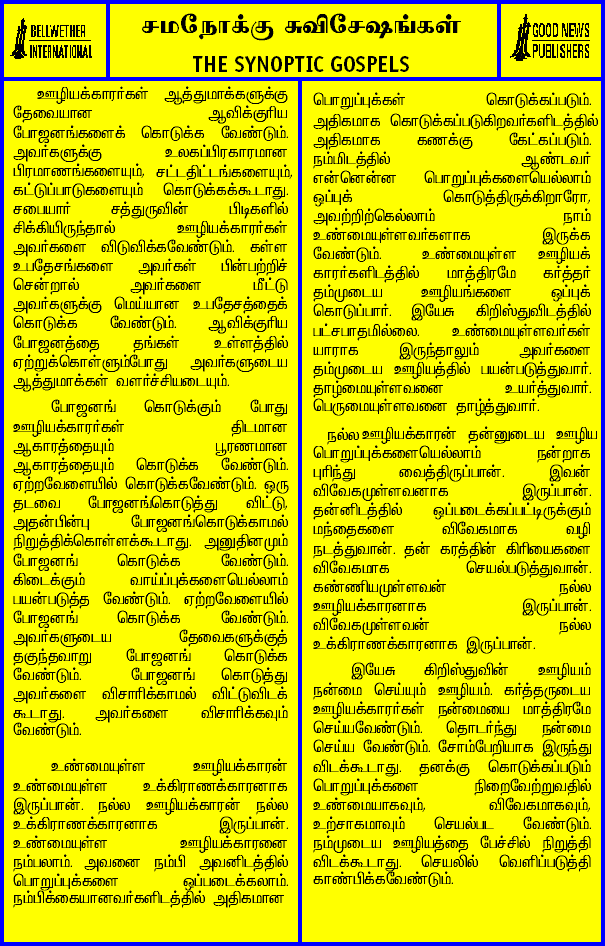 BELLWETHER
INTERNATIONAL
சமநோக்கு சுவிசேஷங்கள்
THE SYNOPTIC GOSPELS
GOOD NEWS
PUBLISHERS
ஊழியக்காரர்கள் ஆத்துமாக்களுக்கு
தேவையான ஆவிக்குரிய
போஜனங்களைக் கொடுக்க வேண்டும்.
அவர்களுக்கு உலகப்பிரகாரமான
பிரமாணங்களையும், சட்டதிட்டங்களையும்,
கட்டுப்பாடுகளையும் கொடுக்கக்கூடாது.
சபையார் சத்துருவின் பிடிகளில்
சிக்கியிருந்தால் ஊழியக்காரர்கள்
அவர்களை விடுவிக்கவேண்டும். கள்ள
உபதேசங்களை அவர்கள் பின்பற்றிச்
சென்றால் அவர்களை மீட்டு
அவர்களுக்கு மெய்யான உபதேசத்தைக்
கொடுக்க வேண்டும். ஆவிக்குரிய
போஜனத்தை தங்கள் உள்ளத்தில்
ஏற்றுக்கொள்ளும்போது அவர்களுடைய
ஆத்துமாக்கள் வளர்ச்சியடையும்.
போஜனங் கொடுக்கும் போது
ஊழியக்காரர்கள் திடமான
ஆகாரத்தையும் பூரணமான
ஆகாரத்தையும் கொடுக்க வேண்டும்.
ஏற்றவேளையில் கொடுக்கவேண்டும். ஒரு
தடவை போஜனங்கொடுத்து விட்டு,
அதன்பின்பு போஜனங்கொடுக்காமல்
நிறுத்திக்கொள்ளக்கூடாது. அனுதினமும்
போஜனங் கொடுக்க வேண்டும்.
கிடைக்கும் வாய்ப்புக்களையெல்லாம்
பயன்படுத்த வேண்டும். ஏற்றவேளையில்
போஜனங் கொடுக்க வேண்டும்.
அவர்களுடைய தேவைகளுக்குத்
தகுந்தவாறு போஜனங் கொடுக்க
வேண்டும். போஜனங் கொடுத்து
அவர்களை விசாரிக்காமல் விட்டுவிடக்
கூடாது. அவர்களை விசாரிக்கவும்
வேண்டும்.
உண்மையுள்ள ஊழியக்காரன்
உண்மையுள்ள உக்கிராணக்காரனாக
இருப்பான். நல்ல ஊழியக்காரன் நல்ல
உக்கிராணக்காரனாக இருப்பான்.
உண்மையுள்ள ஊழியக்காரனை
நம்பலாம். அவனை நம்பி அவனிடத்தில்
பொறுப்புக்களை ஒப்படைக்கலாம்.
நம்பிக்கையானவர்களிடத்தில் அதிகமான
பொறுப்புக்கள் கொடுக்கப்படும்.
அதிகமாக கொடுக்கப்படுகிறவர்களிடத்தில்
அதிகமாக கணக்கு கேட்கப்படும்.
நம்மிடத்தில் ஆண்டவர்
என்னென்ன பொறுப்புக்களையெல்லாம்
ஒப்புக் கொடுத்திருக்கிறாரோ,
அவற்றிற்கெல்லாம் நாம்
உண்மையுள்ளவர்களாக இருக்க
வேண்டும். உண்மையுள்ள ஊழியக்
காரர்களிடத்தில் மாத்திரமே கர்த்தர்
தம்முடைய ஊழியங்களை ஒப்புக்
கொடுப்பார். இயேசு கிறிஸ்துவிடத்தில்
பட்சபாதமில்லை. உண்மையுள்ளவர்கள்
யாராக இருந்தாலும் அவர்களை
தம்முடைய ஊழியத்தில் பயன்படுத்துவார்.
தாழ்மையுள்ளவனை உயர்த்துவார்.
பெருமையுள்ளவனை தாழ்த்துவார்.
நல்ல ஊழியக்காரன் தன்னுடைய ஊழிய
பொறுப்புக்களையெல்லாம் நன்றாக
புரிந்து வைத்திருப்பான். இவன்
விவேகமுள்ளவனாக இருப்பான்.
தன்னிடத்தில் ஒப்படைக்கப்பட்டிருக்கும்
மந்தைகளை விவேகமாக வழி
நடத்துவான். தன் கரத்தின் கிரியைகளை
விவேகமாக செயல்படுத்துவான்.
கண்ணியமுள்ளவன் நல்ல
ஊழியக்காரனாக இருப்பான்.
விவேகமுள்ளவன் நல்ல
உக்கிராணக்காரனாக இருப்பான்.
இயேசு கிறிஸ்துவின் ஊழியம்
நன்மை செய்யும் ஊழியம். கர்த்தருடைய
ஊழியக்காரர்கள் நன்மையை மாத்திரமே
செய்யவேண்டும். தொடர்ந்து நன்மை
செய்ய வேண்டும். சோம்பேறியாக இருந்து
விடக்கூடாது. தனக்கு கொடுக்கப்படும்
பொறுப்புக்களை நிறைவேற்றுவதில்
உண்மையாகவும், விவேகமாகவும்,
உற்சாகமாவும் செயல்பட வேண்டும்.
நம்முடைய ஊழியத்தை பேச்சில் நிறுத்தி
விடக்கூடாது. செயலில் வெளிப்படுத்தி
காண்பிக்கவேண்டும்.